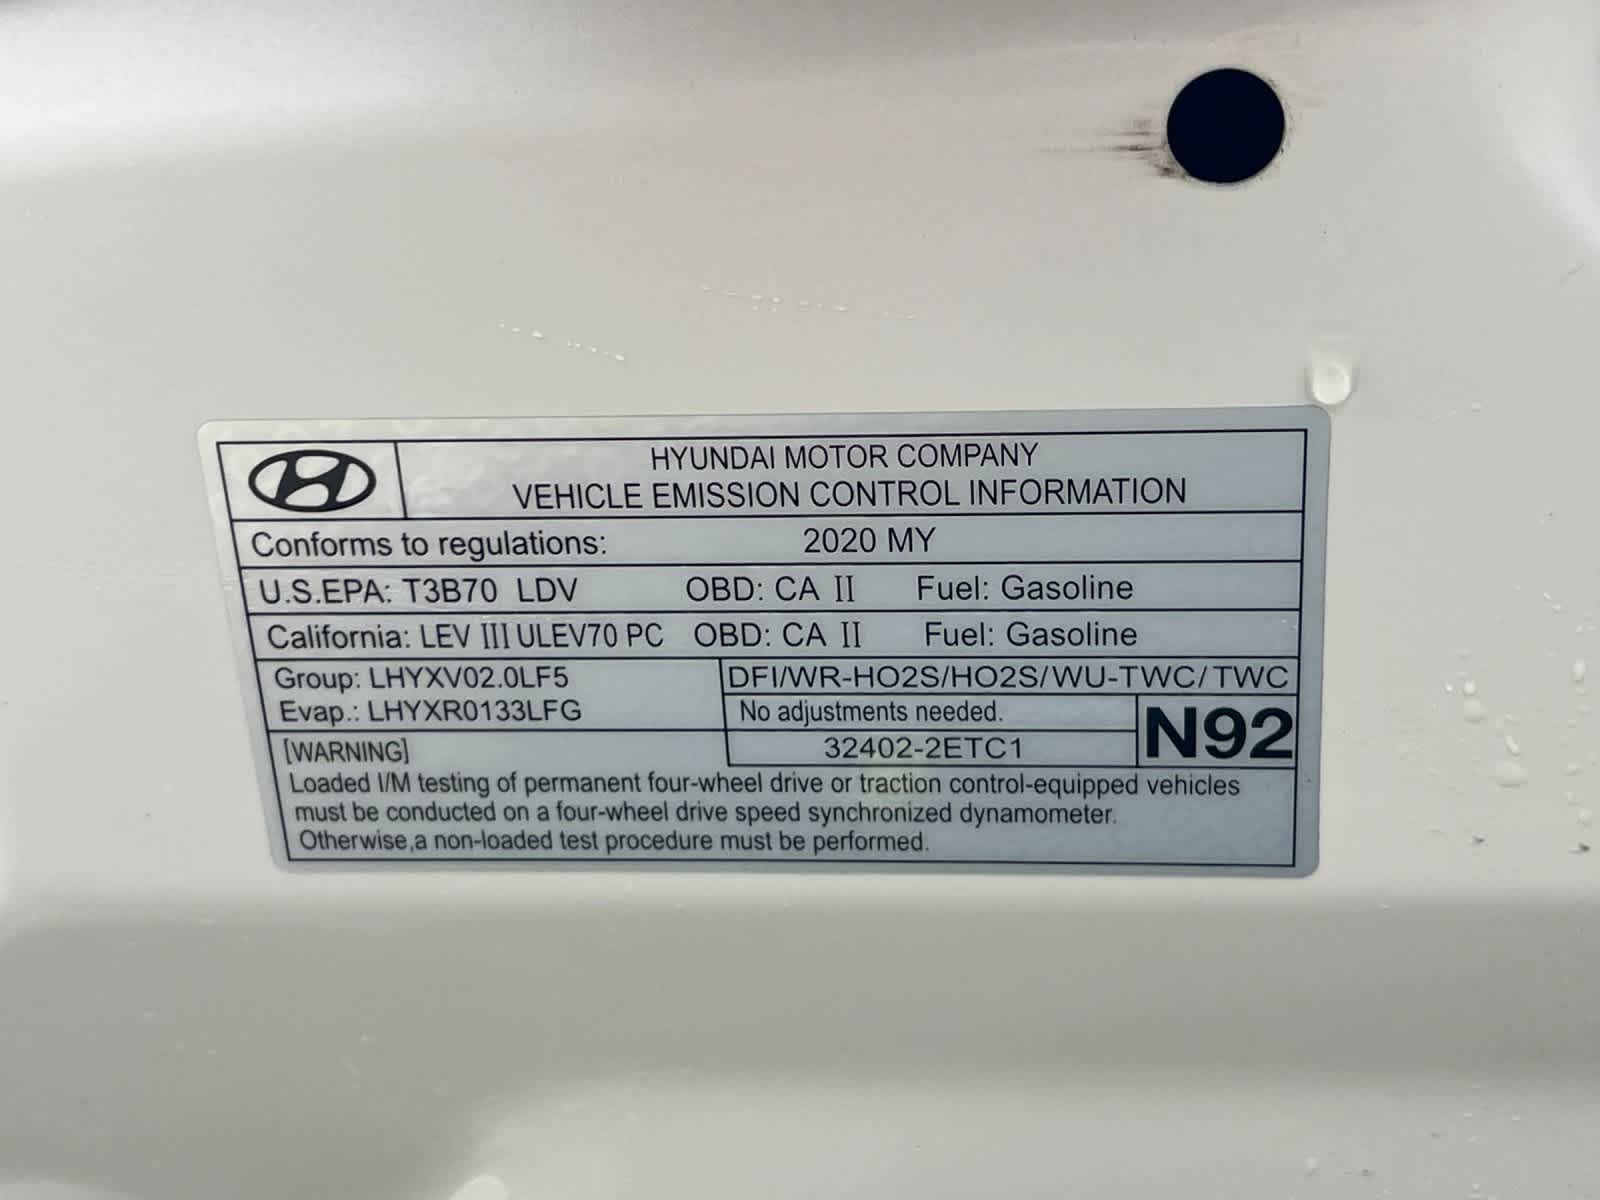 HYUNDAI MOTOR COMPANY
VEHICLE EMISSION CONTROL INFORMATION
Conforms to regulations: 2020 MY
U.S.EPA: T3B70 LDV OBD: CA II Fuel: Gasoline
California: LEV III ULEV70 PC OBD: CA II Fuel: Gasoline
Group: LHYXV02.0LF5
Evap.: LHYXR0133LFG
DFI/WR-HO2S/HO2S/WU-TWC/TWC
No adjustments needed.
32402-2ETC1
N92
[WARNING]
Loaded I/M testing of permanent four-wheel drive or traction control-equipped vehicles
must be conducted on a four-wheel drive speed synchronized dynamometer.
Otherwise,a non-loaded test procedure must be performed.